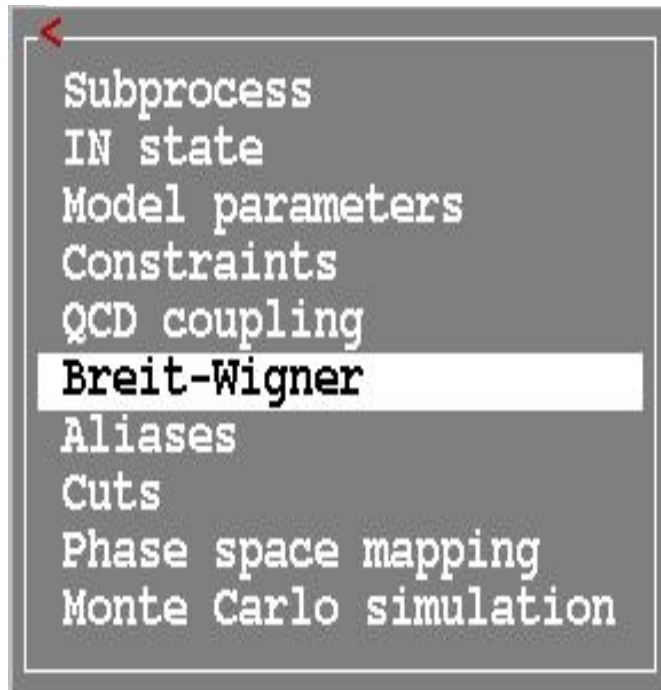 <
Subprocess
IN state
Model parameters
Constraints
QCD coupling
Breit-Wigner
Aliases
Cuts
Phase space mapping
Monte Carlo simulation